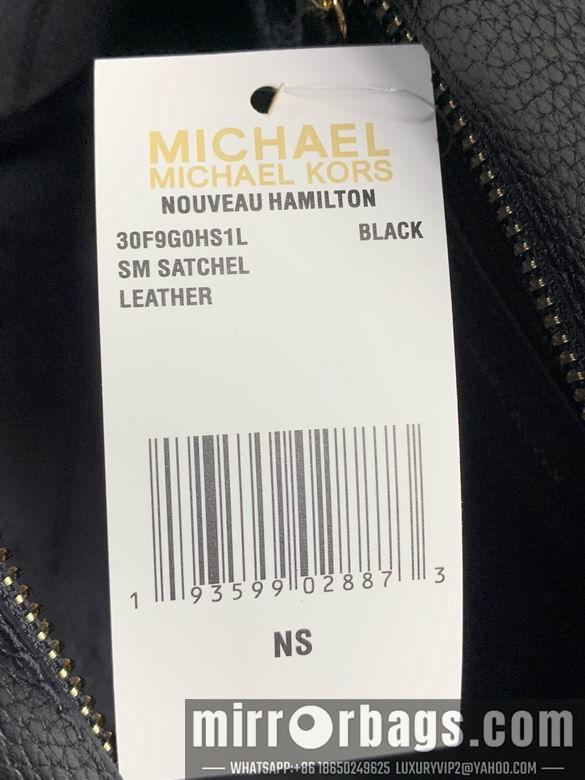 MICHAEL
MICHAEL KORS
NOUVEAU HAMILTON
30F9G0HS1L BLACK
SM SATCHEL
LEATHER
1 93599 02887 3
NS
mirrorbags.com
WHATSAPP:+86 18650249625 LUXURYVIP2@YAHOO.COM